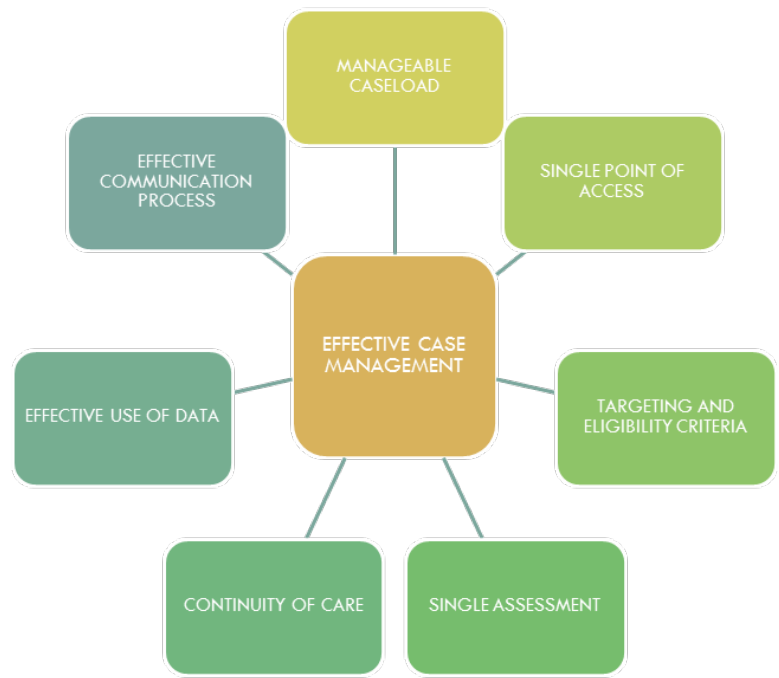 MANAGEABLE
CASELOAD
EFFECTIVE
COMMUNICATION
PROCESS
SINGLE POINT OF
ACCESS
EFFECTIVE CASE
MANAGEMENT
EFFECTIVE USE OF DATA
TARGETING AND
ELIGIBILITY CRITERIA
CONTINUITY OF CARE
SINGLE ASSESSMENT